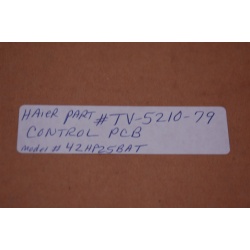 HAIER PART #TV-5210-79
CONTROL PCB
model # 42HP25BAT